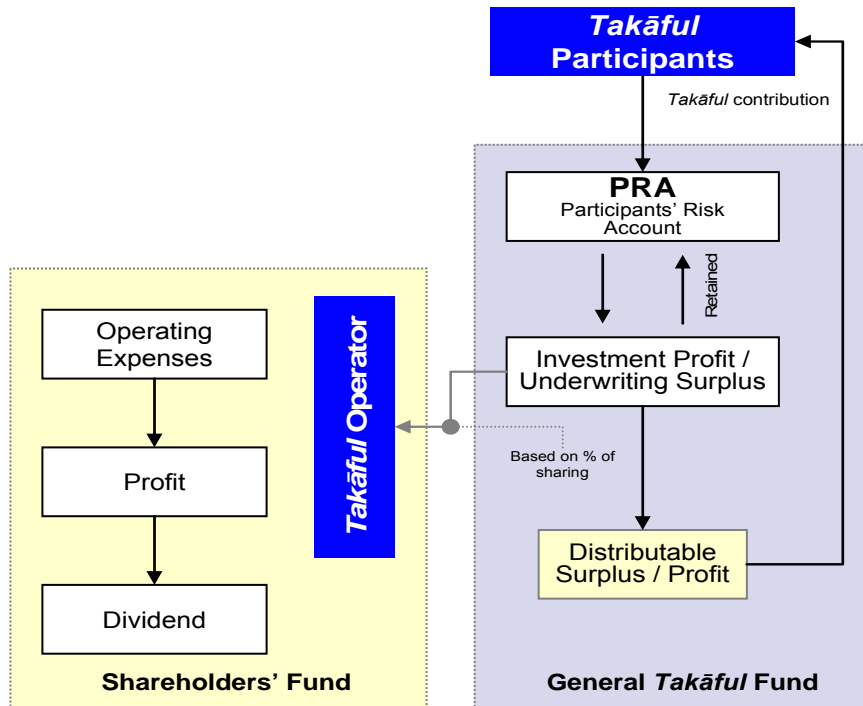 Takāful
Participants
Takāful contribution
PRA
Participants’ Risk
Account
Retained
Investment Profit /
Underwriting Surplus
Based on % of
sharing
Distributable
Surplus / Profit
General Takāful Fund
Operating
Expenses
Profit
Dividend
Takāful Operator
Shareholders’ Fund